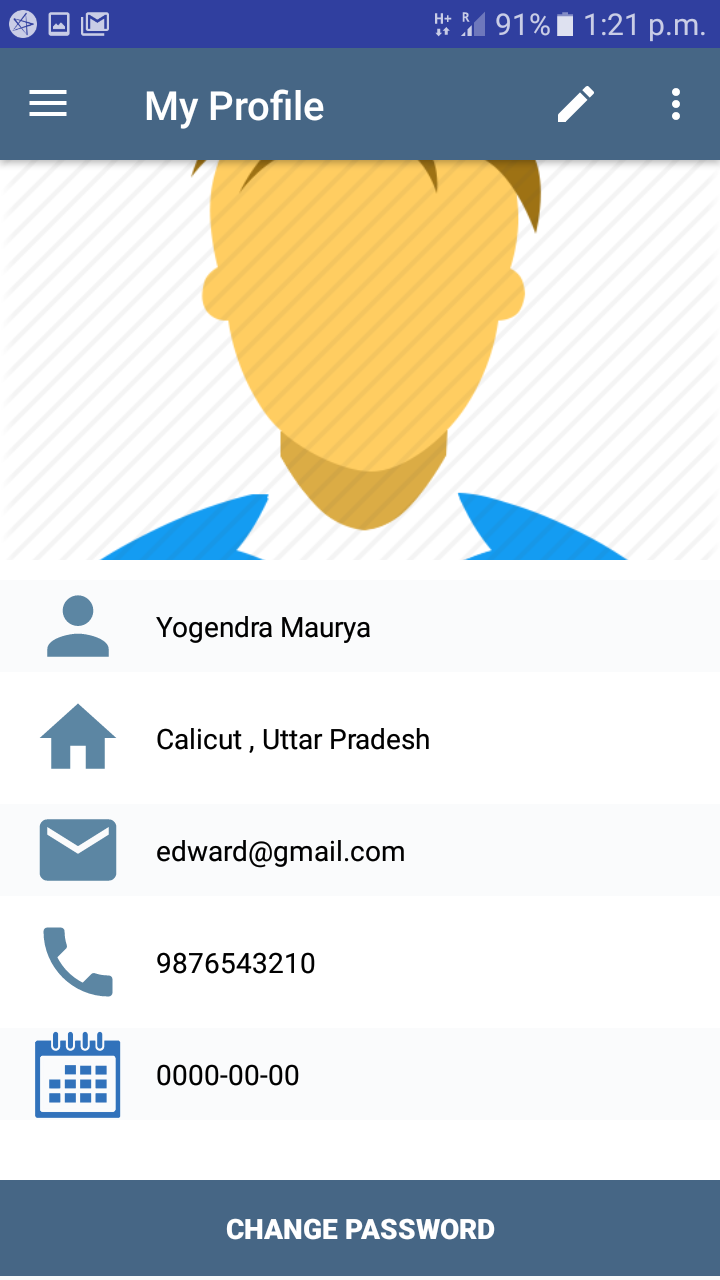 H+ R 91% 1:21 p.m.
My Profile
Yogendra Maurya
Calicut , Uttar Pradesh
edward@gmail.com
9876543210
0000-00-00
CHANGE PASSWORD